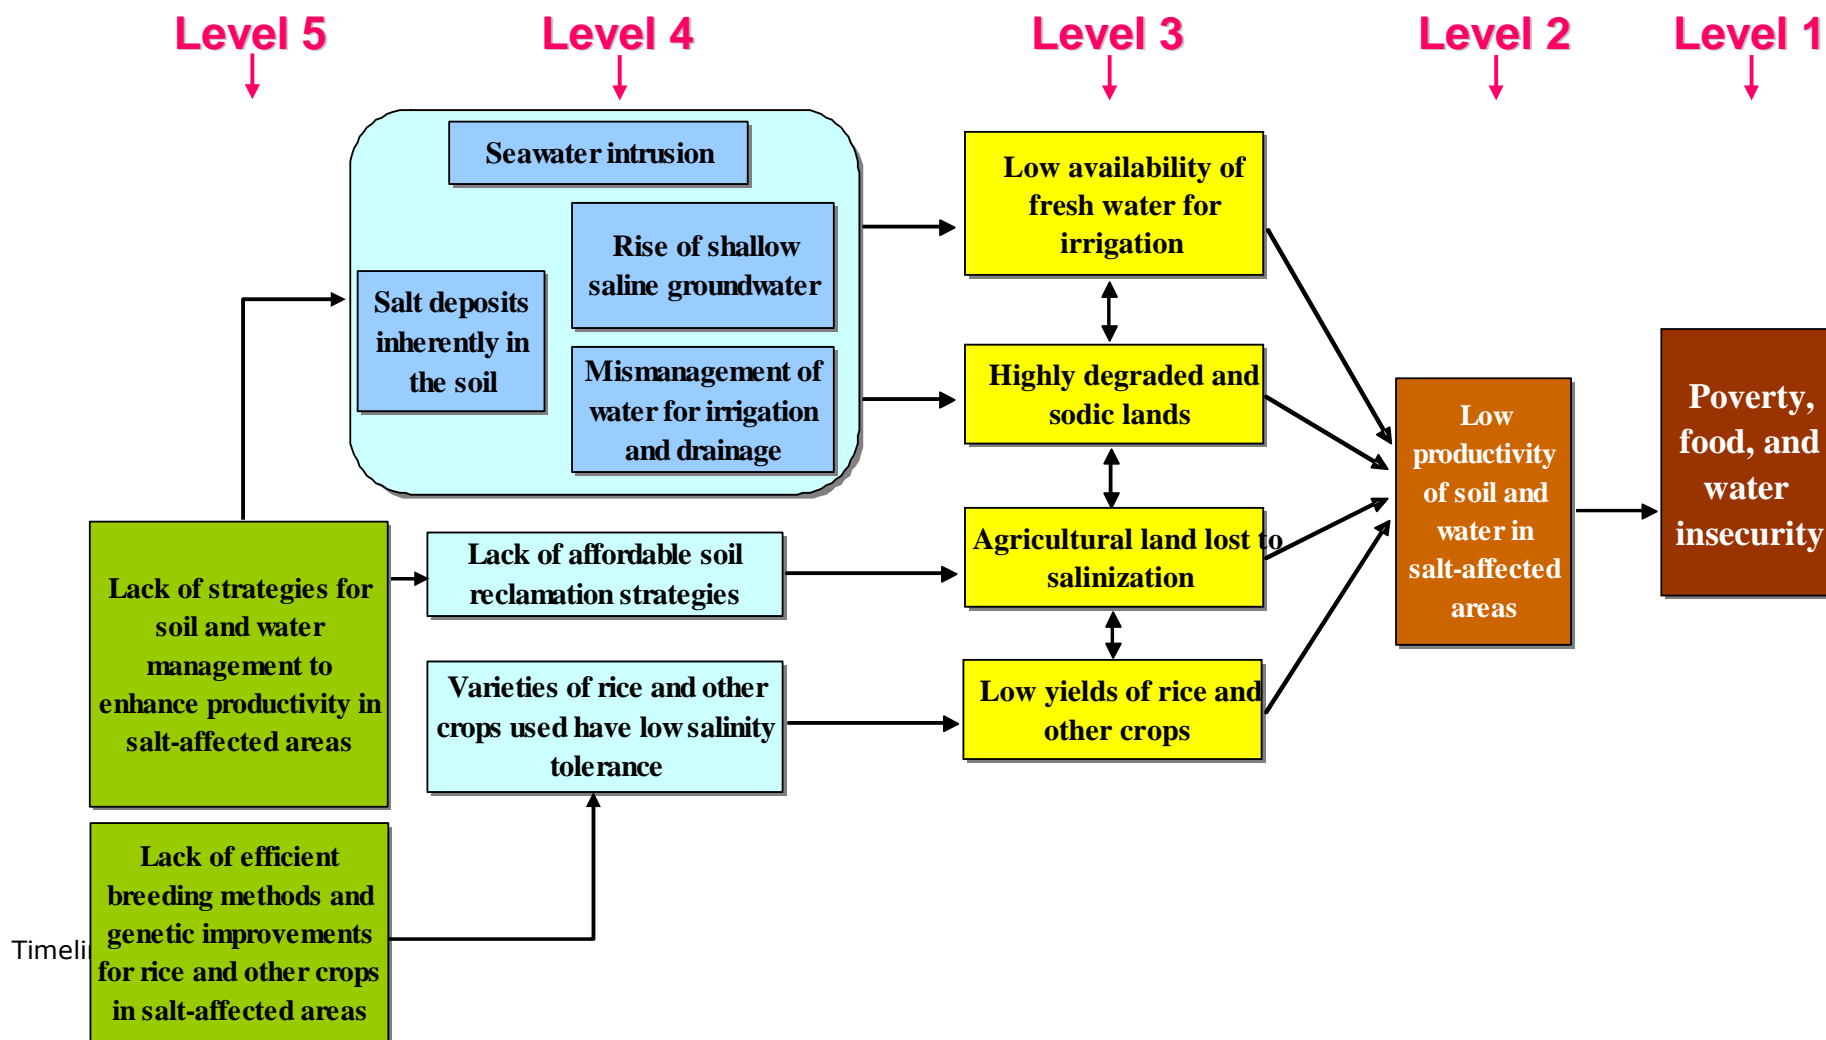 Level 5
Level 4
Level 3
Level 2
Level 1
Seawater intrusion
Rise of shallow
saline groundwater
Salt deposits
inherently in
the soil
Mismanagement of
water for irrigation
and drainage
Lack of strategies for
soil and water
management to
enhance productivity in
salt-affected areas
Lack of affordable soil
reclamation strategies
Varieties of rice and other
crops used have low salinity
tolerance
Lack of efficient
breeding methods and
genetic improvements
for rice and other crops
in salt-affected areas
Low availability of
fresh water for
irrigation
Highly degraded and
sodic lands
Agricultural land lost to
salinization
Low yields of rice and
other crops
Low
productivity
of soil and
water in
salt-affected
areas
Poverty,
food, and
water
insecurity